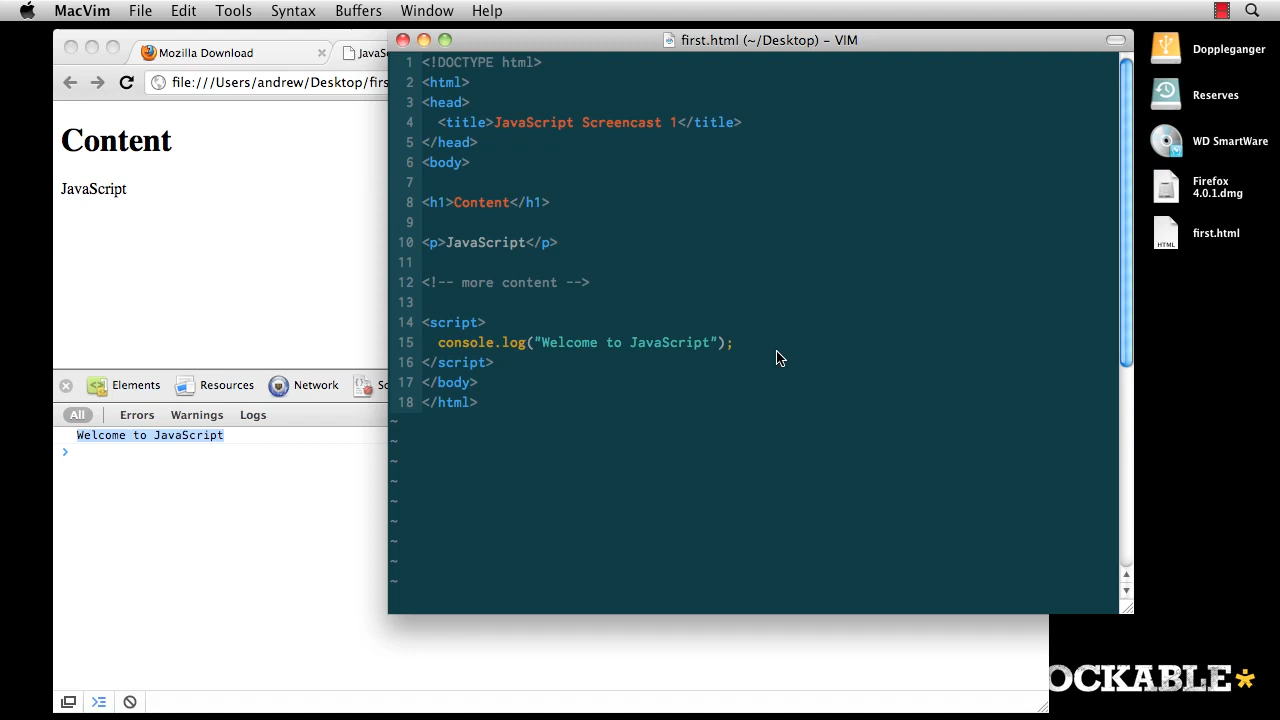 MacVim File Edit Tools Syntax Buffers Window Help
Mozilla Download
JavaSc
file:///Users/andrew/Desktop/firs
Content
JavaScript
Elements Resources Network Sc
All Errors Warnings Logs
Welcome to JavaScript
>
first.html (~/Desktop) – VIM
1 <!DOCTYPE html>
2 <html>
3 <head>
4 <title>JavaScript Screencast 1</title>
5 </head>
6 <body>
7
8 <h1>Content</h1>
9
10 <p>JavaScript</p>
11
12 <!-- more content -->
13
14 <script>
15 console.log("Welcome to JavaScript");
16 </script>
17 </body>
18 </html>
~
~
~
~
~
~
~
~
~
Doppleganger
Reserves
WD SmartWare
Firefox
4.0.1.dmg
HTML
first.html
OCKABLE*